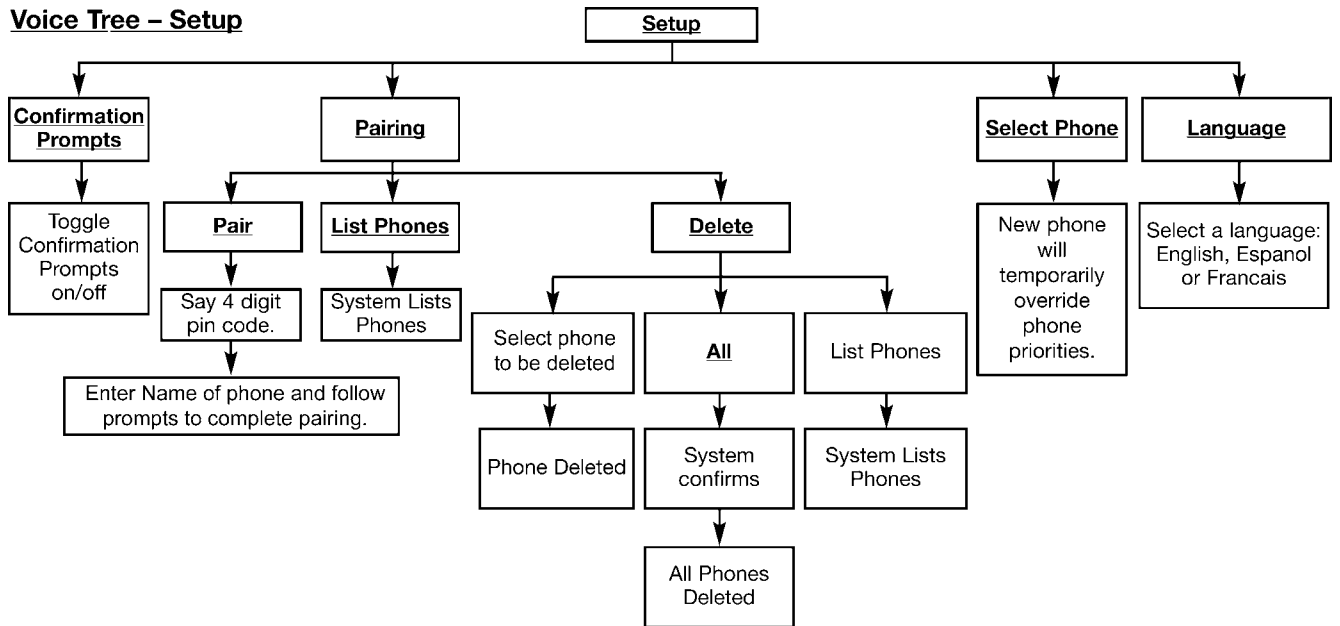 Voice Tree – Setup
Setup
Confirmation
Prompts
Pairing
Select Phone
Language
Toggle
Confirmation
Prompts
on/off
Pair
List Phones
Delete
New phone
will
temporarily
override
phone
priorities.
Select a language:
English, Espanol
or Francais
Say 4 digit
pin code.
System Lists
Phones
Enter Name of phone and follow
prompts to complete pairing.
Select phone
to be deleted
All
List Phones
Phone Deleted
System
confirms
System Lists
Phones
All Phones
Deleted